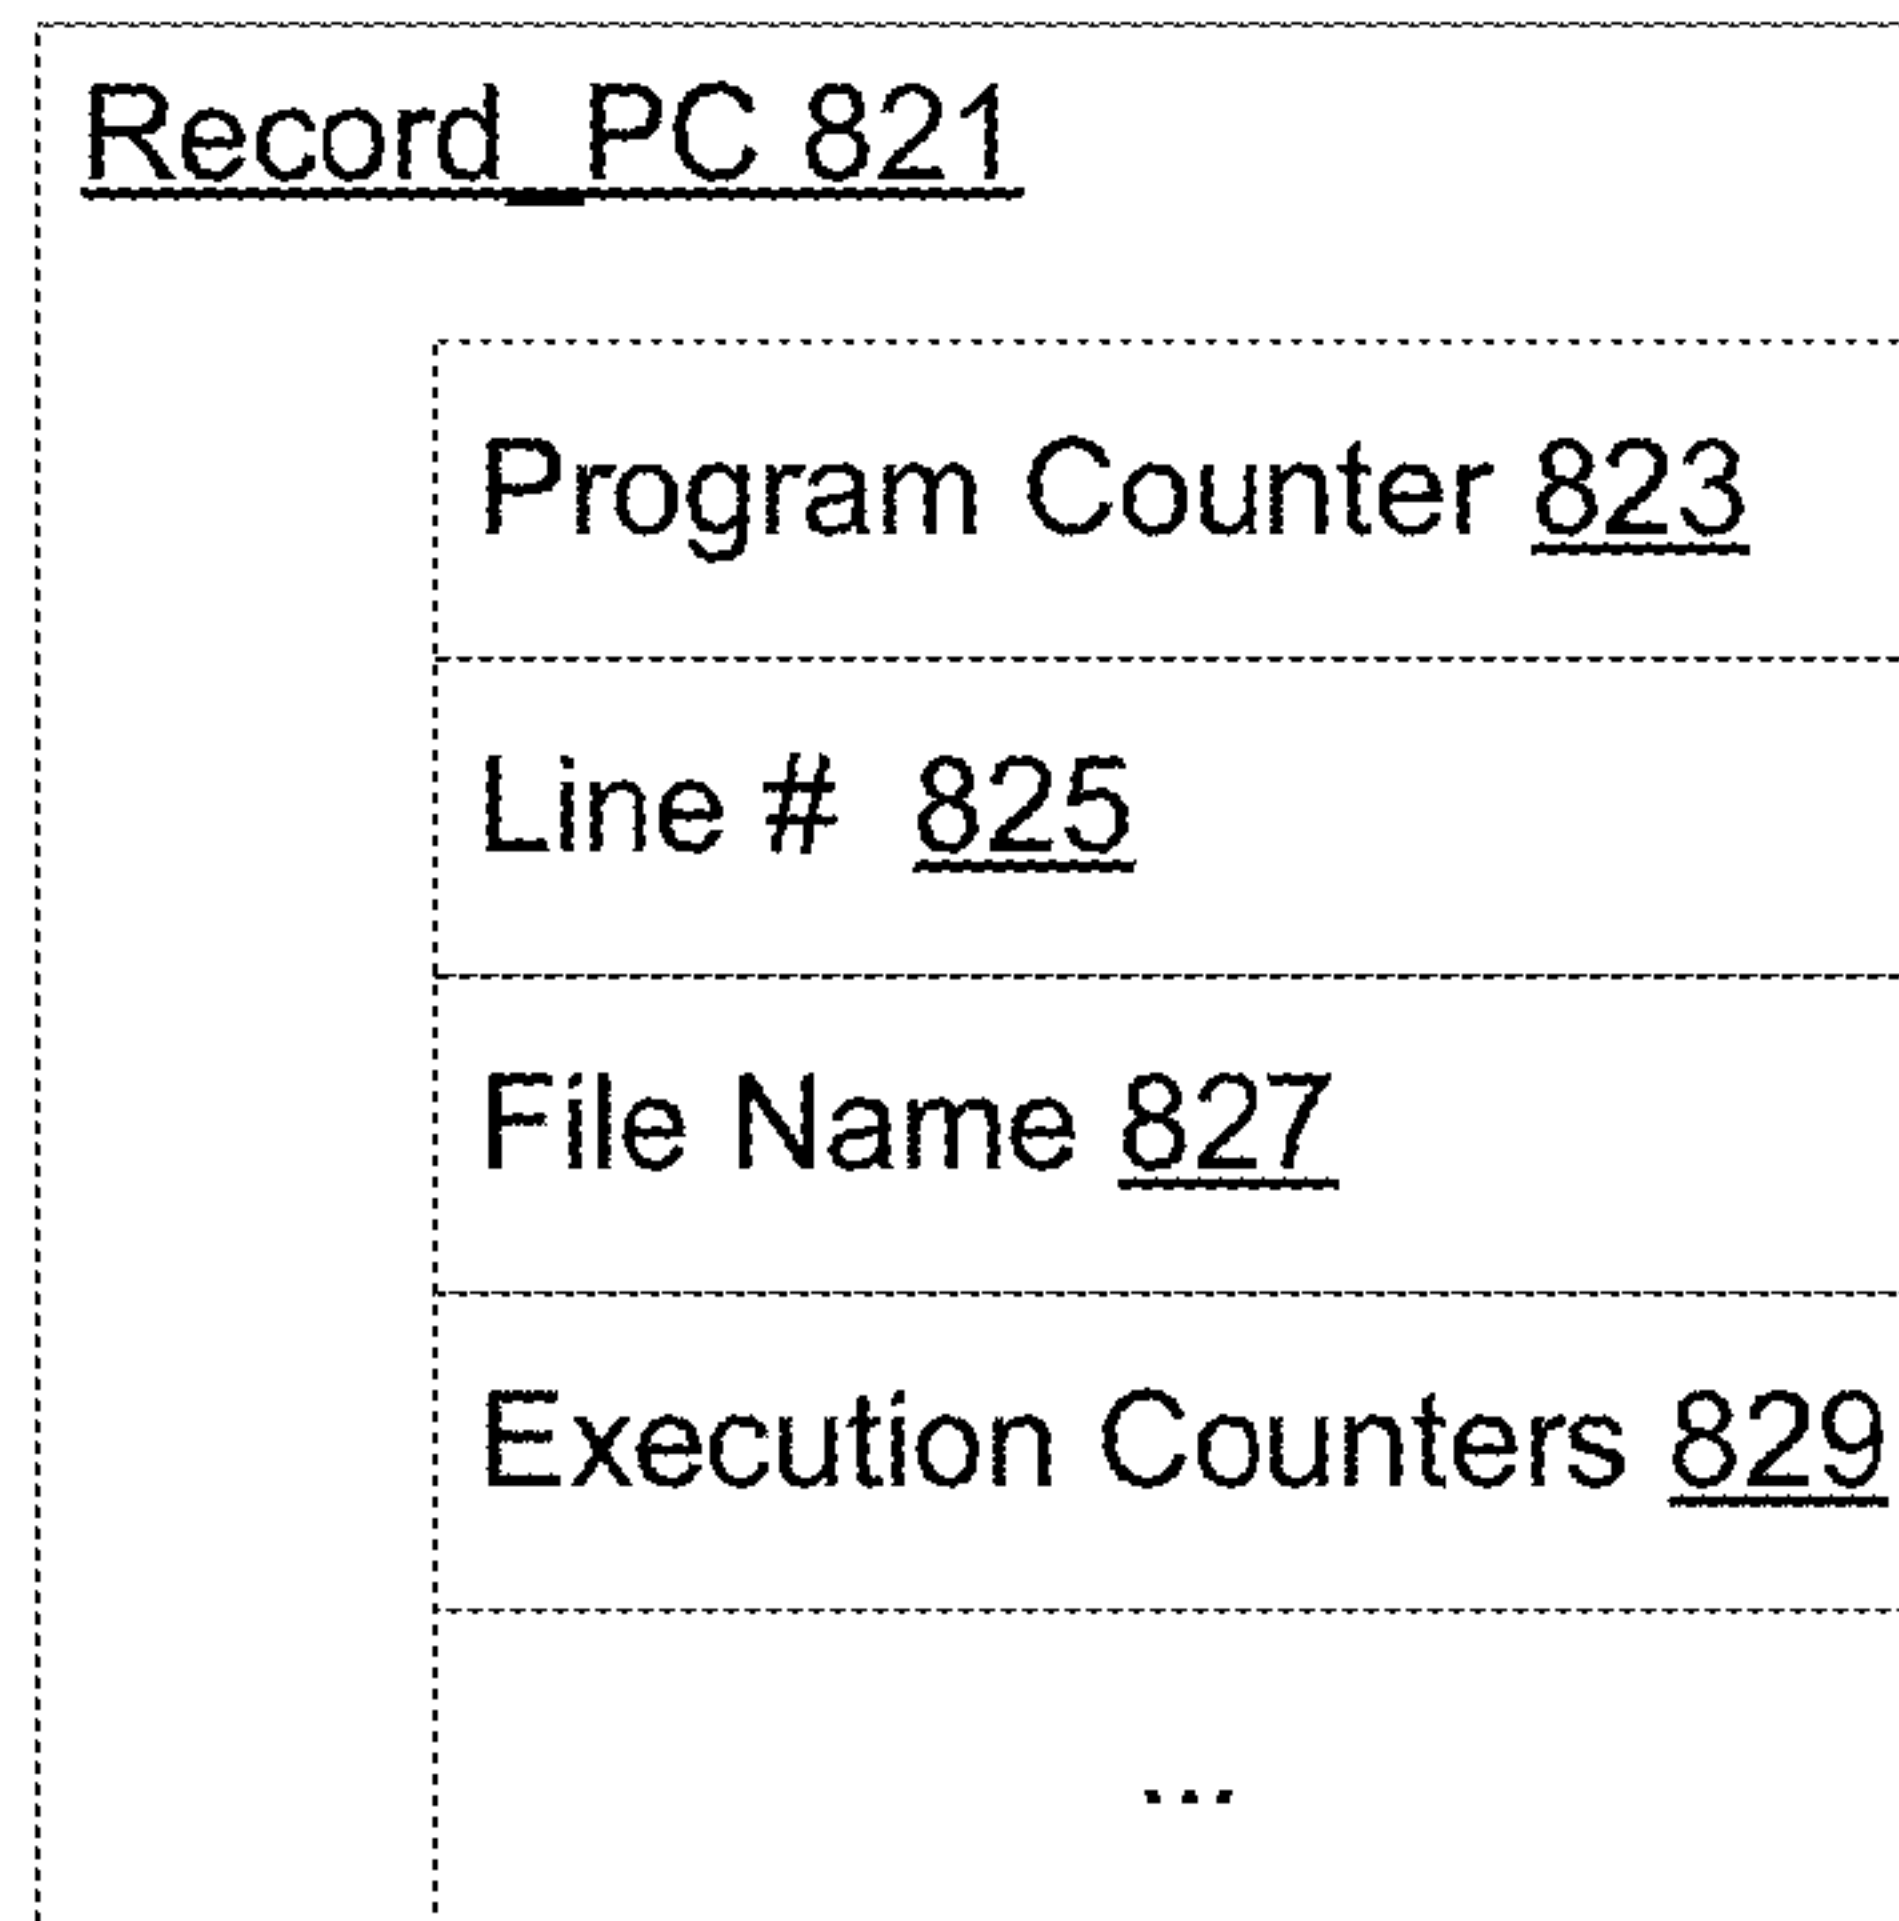 Record_PC 821
Program Counter 823
Line # 825
File Name 827
Execution Counters 829
...